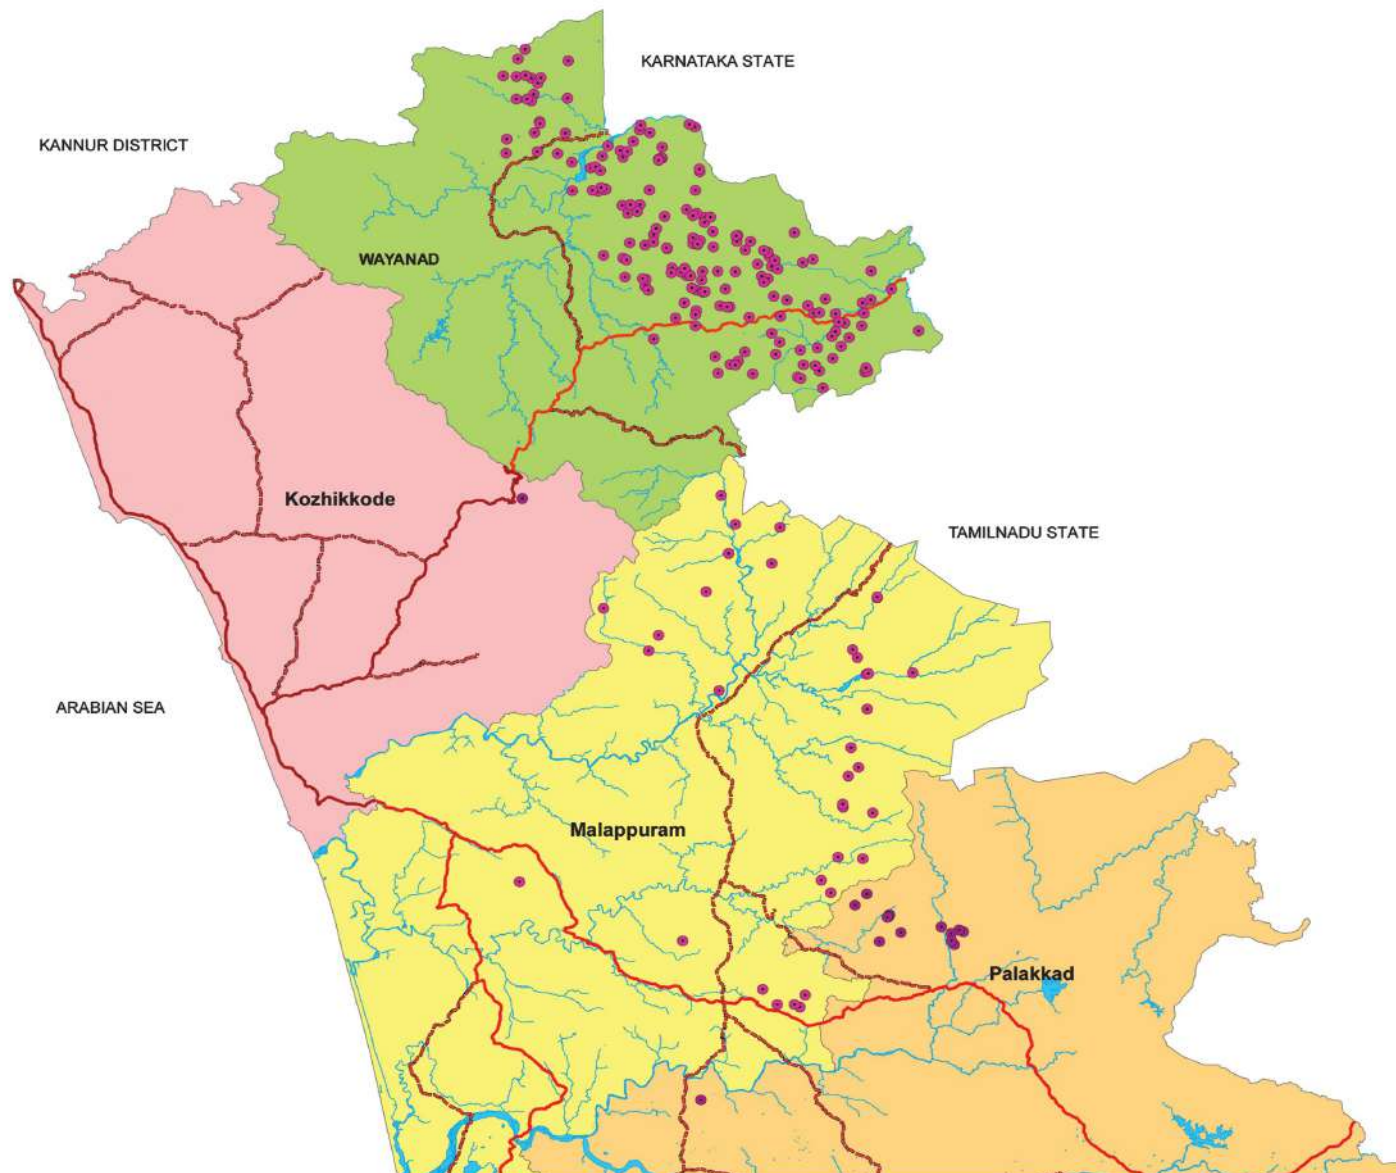 KARNATAKA STATE
KANNUR DISTRICT
WAYANAD
Kozhikkode
TAMILNADU STATE
ARABIAN SEA
Malappuram
Palakkad